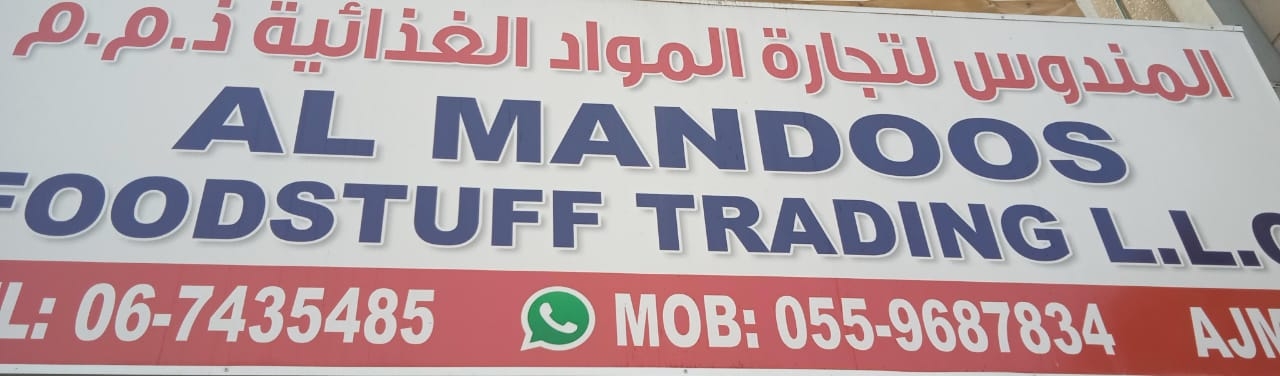 المندوس لتجارة المواد الغذائية ذ.م.م
AL MANDOOS
FOODSTUFF TRADING L.L.C
L: 06-7435485 MOB: 055-9687834 AJM